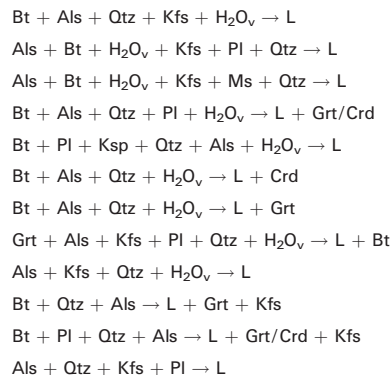 Bt + Als + Qtz + Kfs + H₂Oᵥ → L
Als + Bt + H₂Oᵥ + Kfs + Pl + Qtz → L
Als + Bt + H₂Oᵥ + Kfs + Ms + Qtz → L
Bt + Als + Qtz + Pl + H₂Oᵥ → L + Grt/Crd
Bt + Pl + Ksp + Qtz + Als + H₂Oᵥ → L
Bt + Als + Qtz + H₂Oᵥ → L + Crd
Bt + Als + Qtz + H₂Oᵥ → L + Grt
Grt + Als + Kfs + Pl + Qtz + H₂Oᵥ → L + Bt
Als + Kfs + Qtz + H₂Oᵥ → L
Bt + Qtz + Als → L + Grt + Kfs
Bt + Pl + Qtz + Als → L + Grt/Crd + Kfs
Als + Qtz + Kfs + Pl → L